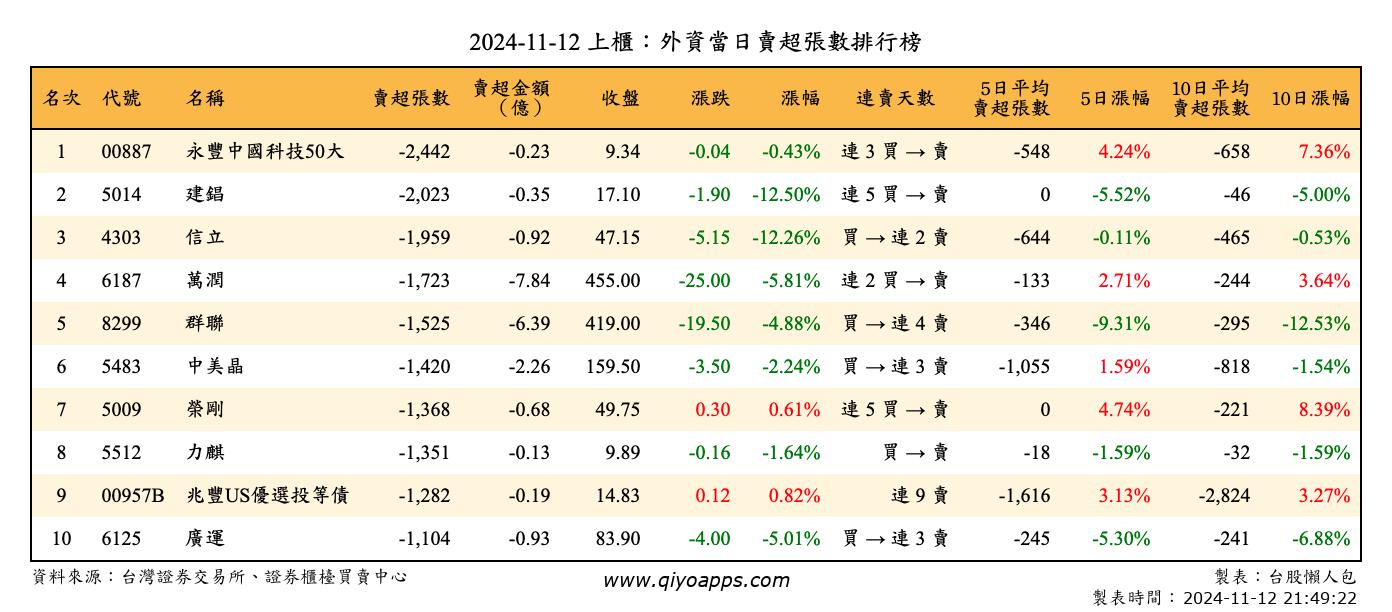 2024-11-12 上櫃：外資當日賣超張數排行榜
名次 代號 名稱 賣超張數 賣超金額（億） 收盤 漲跌 漲幅 連賣天數 5日平均賣超張數 5日漲幅 10日平均賣超張數 10日漲幅
1 00887 永豐中國科技50大 -2,442 -0.23 9.34 -0.04 -0.43% 連 3 買 → 賣 -548 4.24% -658 7.36%
2 5014 建錩 -2,023 -0.35 17.10 -1.90 -12.50% 連 5 買 → 賣 0 -5.52% -46 -5.00%
3 4303 信立 -1,959 -0.92 47.15 -5.15 -12.26% 買 → 連 2 賣 -644 -0.11% -465 -0.53%
4 6187 萬潤 -1,723 -7.84 455.00 -25.00 -5.81% 連 2 買 → 賣 -133 2.71% -244 3.64%
5 8299 群聯 -1,525 -6.39 419.00 -19.50 -4.88% 買 → 連 4 賣 -346 -9.31% -295 -12.53%
6 5483 中美晶 -1,420 -2.26 159.50 -3.50 -2.24% 買 → 連 3 賣 -1,055 1.59% -818 -1.54%
7 5009 榮剛 -1,368 -0.68 49.75 0.30 0.61% 連 5 買 → 賣 0 4.74% -221 8.39%
8 5512 力麒 -1,351 -0.13 9.89 -0.16 -1.64% 買 → 賣 -18 -1.59% -32 -1.59%
9 00957B 兆豐US優選投等債 -1,282 -0.19 14.83 0.12 0.82% 連 9 賣 -1,616 3.13% -2,824 3.27%
10 6125 廣運 -1,104 -0.93 83.90 -4.00 -5.01% 買 → 連 3 賣 -245 -5.30% -241 -6.88%
資料來源：台灣證券交易所、證券櫃檯買賣中心 www.qiyoapps.com 製表：台股懶人包
製表時間：2024-11-12 21:49:22